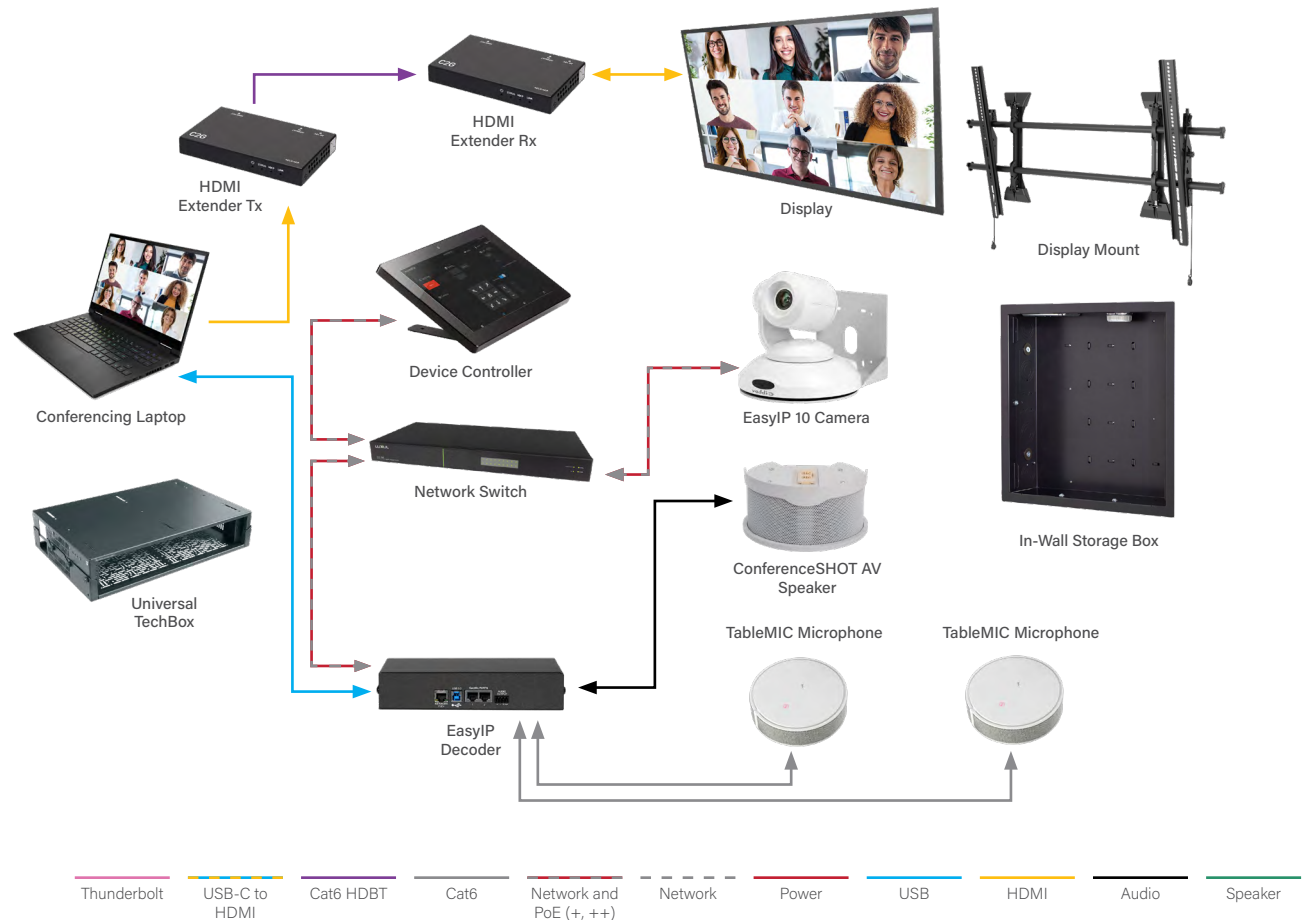 C2G
HDMI
Extender Rx
C2G
HDMI
Extender Tx
Display
Display Mount
Conferencing Laptop
Device Controller
EasyIP 10 Camera
Network Switch
In-Wall Storage Box
ConferenceSHOT AV
Speaker
Universal
TechBox
TableMIC Microphone
TableMIC Microphone
EasyIP
Decoder
Thunderbolt
USB-C to
HDMI
Cat6 HDBT
Cat6
Network and
PoE (+, ++)
Network
Power
USB
HDMI
Audio
Speaker